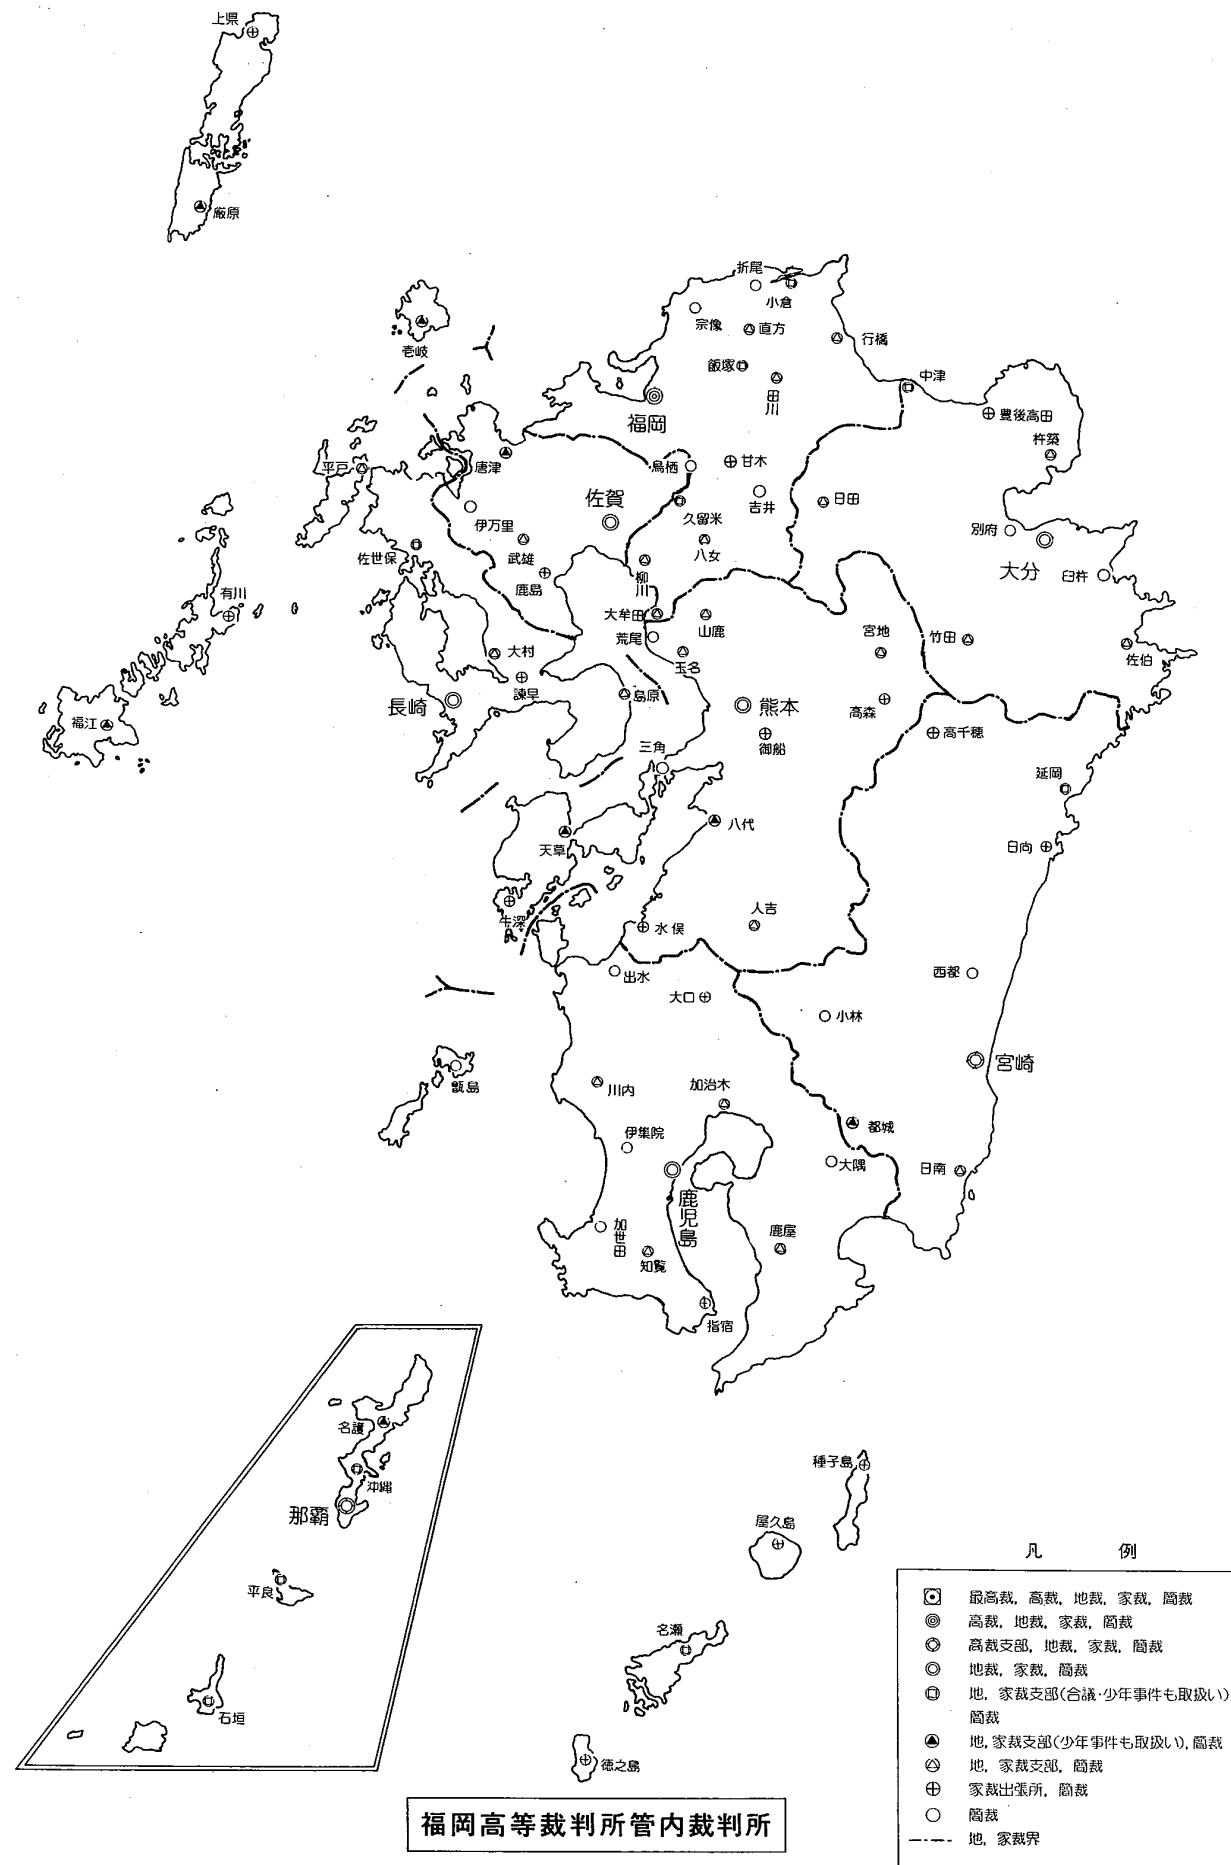 上県
厳原
壱岐
折尾
小倉
宗像
直方
行橋
飯塚
田川
中津
福岡
豊後高田
杵築
平戸
唐津
鳥栖
甘木
佐賀
吉井
日田
伊万里
久留米
別府
武雄
八女
佐世保
大分
臼杵
鹿島
柳川
有川
大牟田
山鹿
宮地
竹田
荒尾
佐伯
大村
玉名
諫早
島原
長崎
熊本
高森
福江
高千穂
御船
三角
延岡
八代
日向
天草
人吉
牛深
水俣
出水
西都
大口
小林
宮崎
甑島
川内
加治木
都城
伊集院
大隅
日南
鹿児島
加世田
鹿屋
知覧
指宿
名護
種子島
沖縄
那覇
屋久島
平良
名瀬
石垣
徳之島
凡 例
最高裁，高裁，地裁，家裁，簡裁
高裁，地裁，家裁，簡裁
高裁支部，地裁，家裁，簡裁
地裁，家裁，簡裁
地，家裁支部(合議・少年事件も取扱い)
簡裁
地，家裁支部(少年事件も取扱い)，簡裁
地，家裁支部，簡裁
家裁出張所，簡裁
簡裁
地，家裁界
福岡高等裁判所管内裁判所